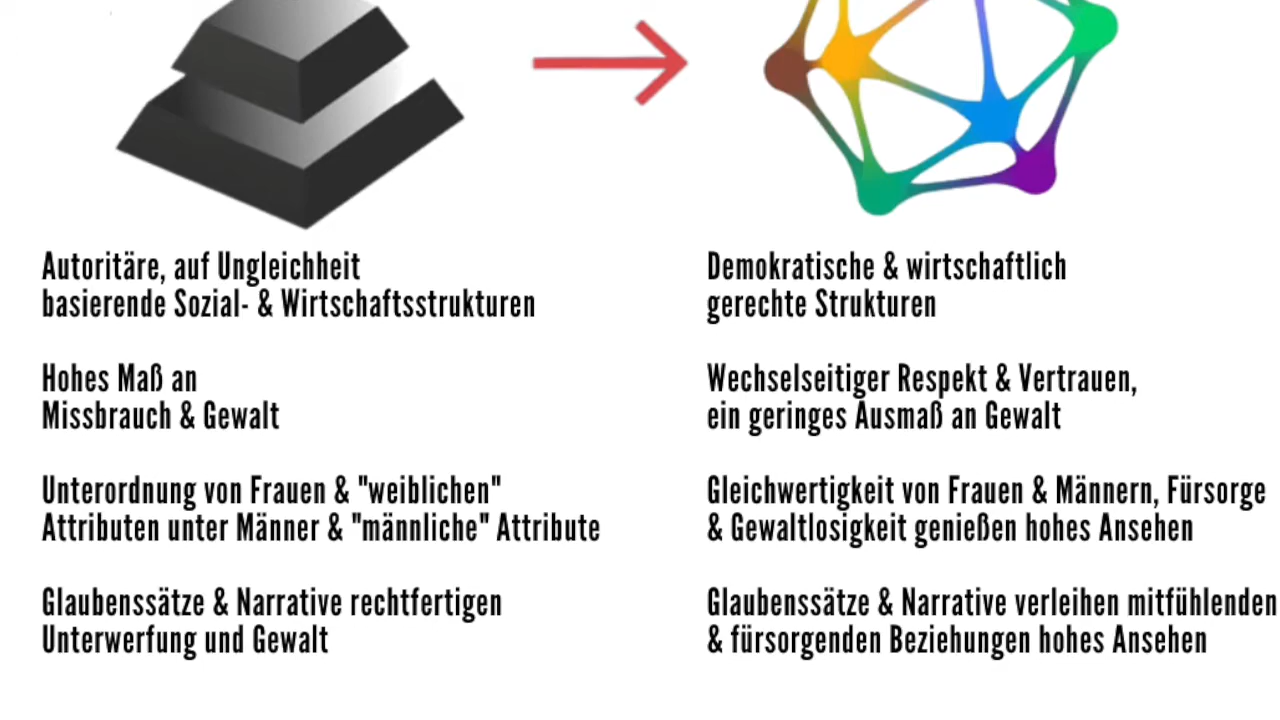 Autoritäre, auf Ungleichheit
basierende Sozial- & Wirtschaftsstrukturen
Hohes Maß an
Missbrauch & Gewalt
Unterordnung von Frauen & "weiblichen"
Attributen unter Männer & "männliche" Attribute
Glaubenssätze & Narrative rechtfertigen
Unterwerfung und Gewalt
Demokratische & wirtschaftlich
gerechte Strukturen
Wechselseitiger Respekt & Vertrauen,
ein geringes Ausmaß an Gewalt
Gleichwertigkeit von Frauen & Männern, Fürsorge
& Gewaltlosigkeit genießen hohes Ansehen
Glaubenssätze & Narrative verleihen mitfühlenden
& fürsorgenden Beziehungen hohes Ansehen